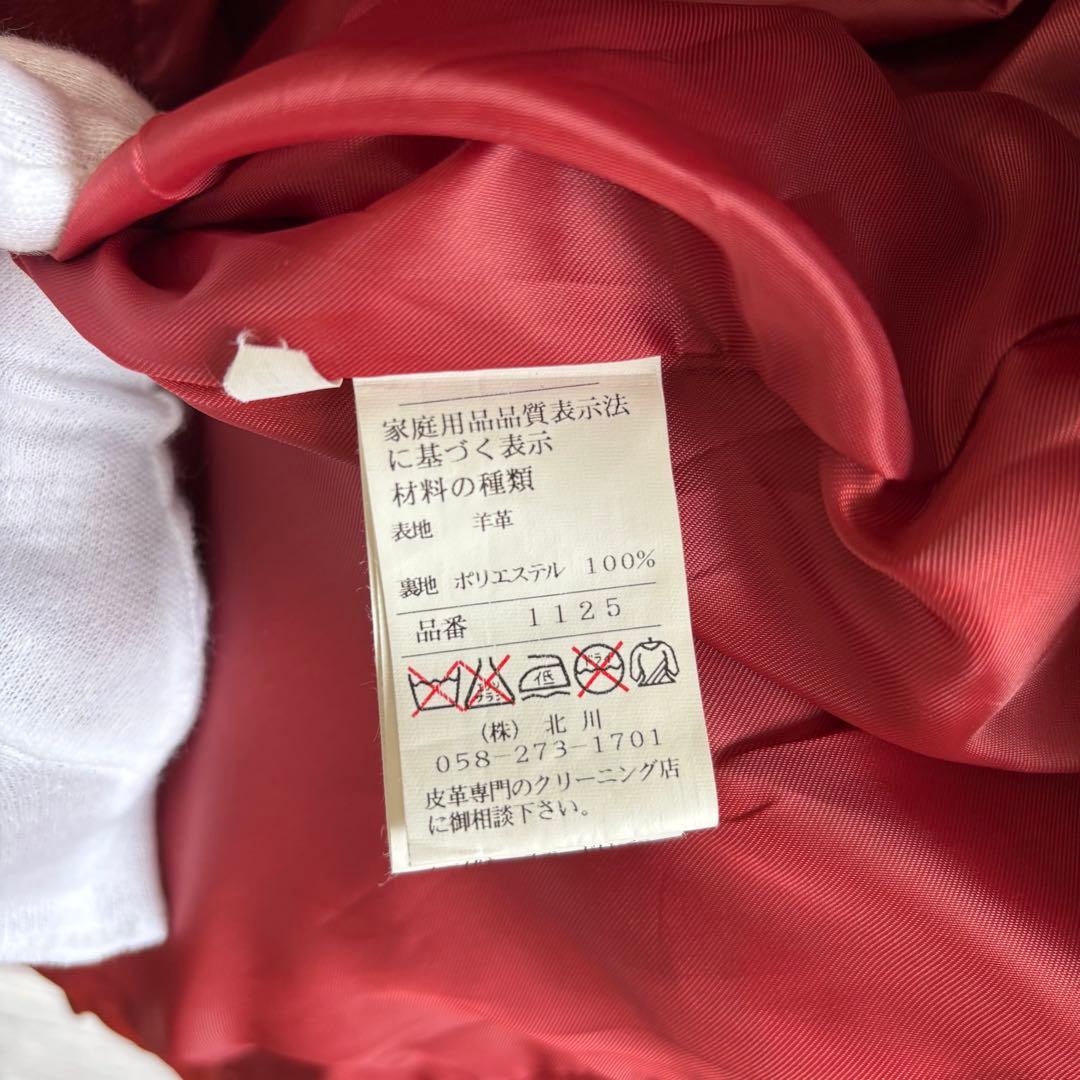 家庭用品品質表示法
に基づく表示
材料の種類
表地 羊革
裏地 ポリエステル 100%
品番 1125
低 ドライ
(株) 北川
058-273-1701
皮革専門のクリーニング店
に御相談下さい。